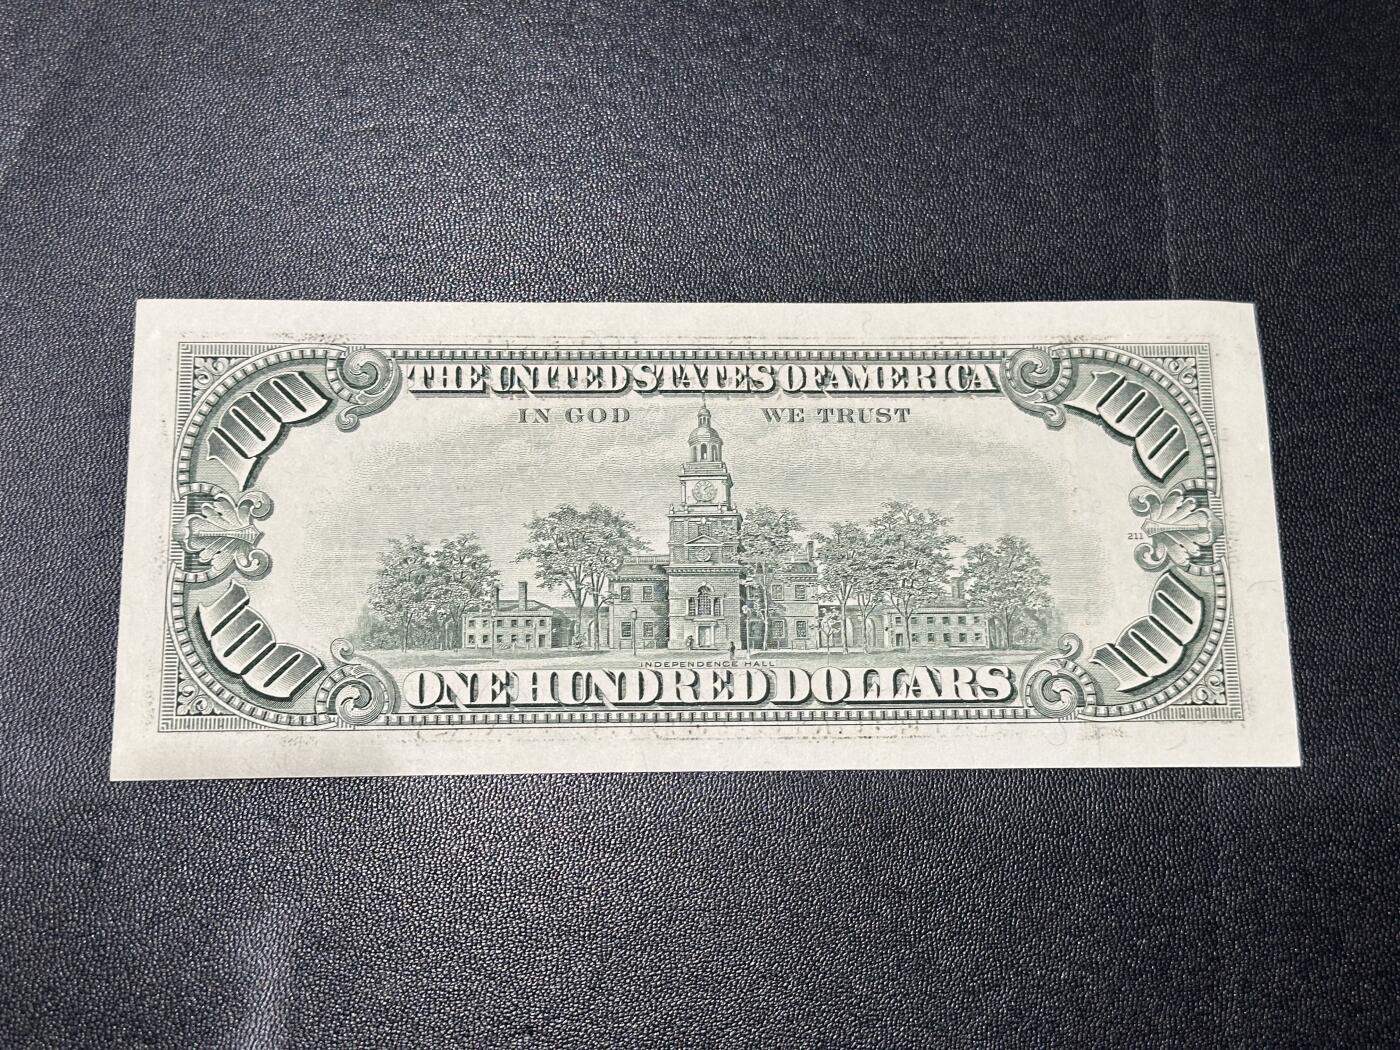 THE UNITED STATES OF AMERICA
100
IN GOD WE TRUST
100
211
100
INDEPENDENCE HALL
100
ONE HUNDRED DOLLARS